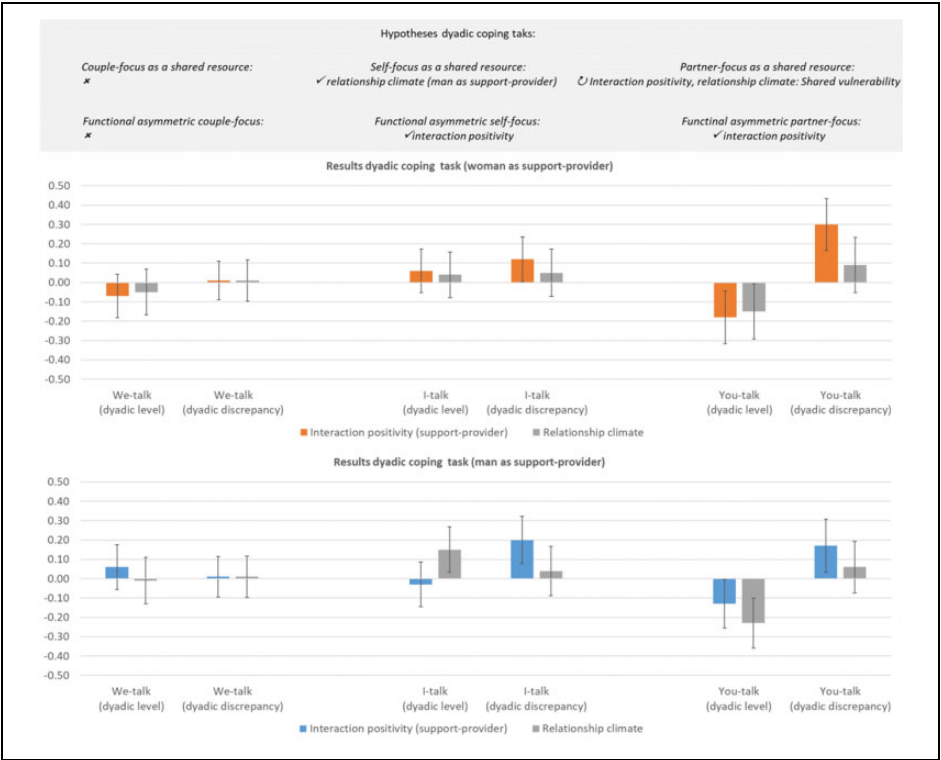 Hypotheses dyadic coping taks:
Couple-focus as a shared resource: Self-focus as a shared resource: Partner-focus as a shared resource:
✘ ✓ relationship climate (man as support-provider) ↻ Interaction positivity, relationship climate: Shared vulnerability
Functional asymmetric couple-focus: Functional asymmetric self-focus: Functinal asymmetric partner-focus:
✘ ✓interaction positivity ✓ interaction positivity
Results dyadic coping task (woman as support-provider)
0.50
0.40
0.30
0.20
0.10
0.00
-0.10
-0.20
-0.30
-0.40
-0.50
We-talk We-talk I-talk I-talk You-talk You-talk
(dyadic level) (dyadic discrepancy) (dyadic level) (dyadic discrepancy) (dyadic level) (dyadic discrepancy)
Interaction positivity (support-provider) Relationship climate
Results dyadic coping task (man as support-provider)
0.50
0.40
0.30
0.20
0.10
0.00
-0.10
-0.20
-0.30
-0.40
-0.50
We-talk We-talk I-talk I-talk You-talk You-talk
(dyadic level) (dyadic discrepancy) (dyadic level) (dyadic discrepancy) (dyadic level) (dyadic discrepancy)
Interaction positivity (support-provider) Relationship climate